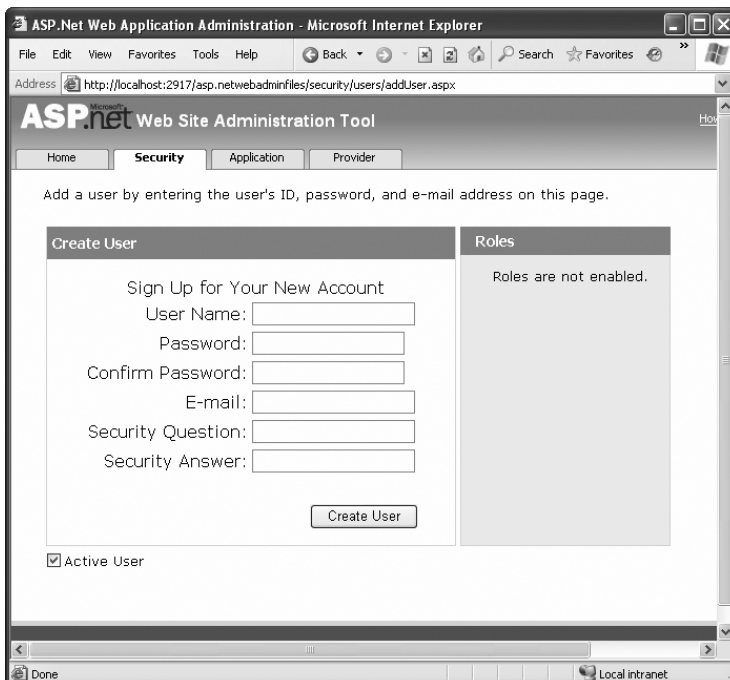 ASP.Net Web Application Administration - Microsoft Internet Explorer
File Edit View Favorites Tools Help Back Search Favorites »
Address http://localhost:2917/asp.netwebadminfiles/security/users/addUser.aspx
Microsoft
ASP.net Web Site Administration Tool
How
Home Security Application Provider
Add a user by entering the user's ID, password, and e-mail address on this page.
Create User
Sign Up for Your New Account
User Name:
Password:
Confirm Password:
E-mail:
Security Question:
Security Answer:
Create User
Active User
Roles
Roles are not enabled.
Done Local intranet